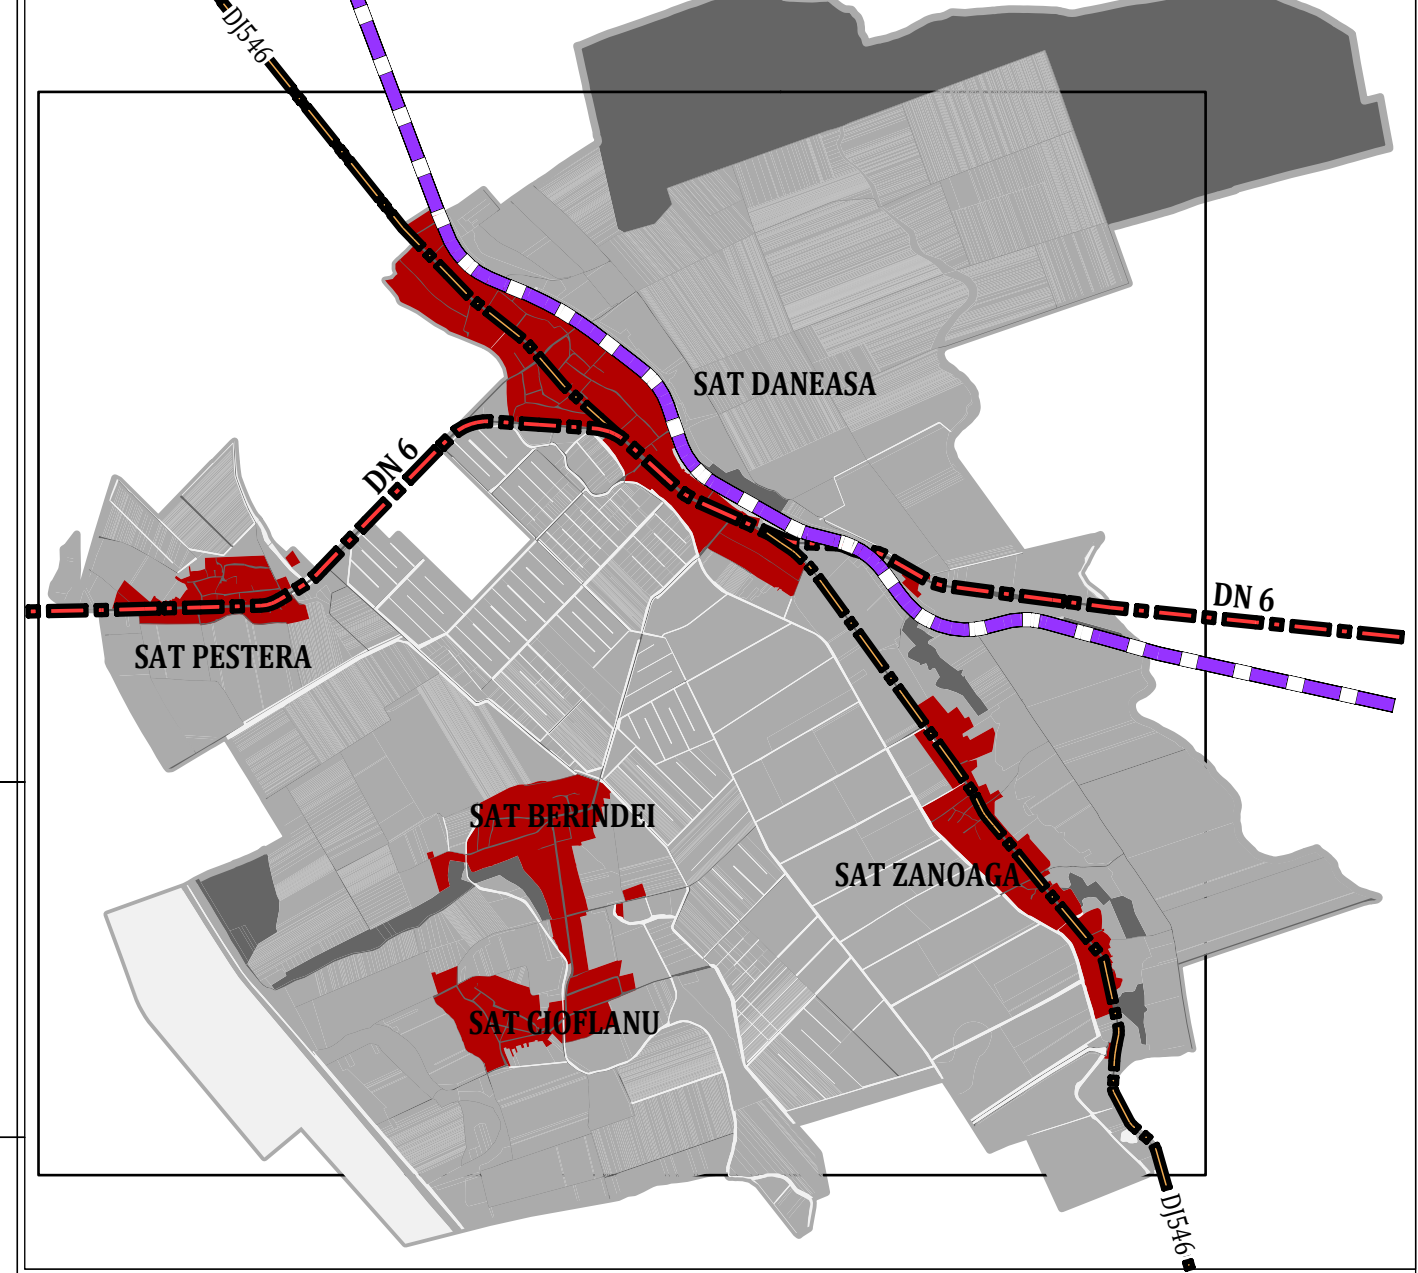 DJ546
SAT DANEASA
DN 6
DN 6
SAT PESTERA
SAT BERINDEI
SAT ZANOAGA
SAT CIOFLANU
DJ546